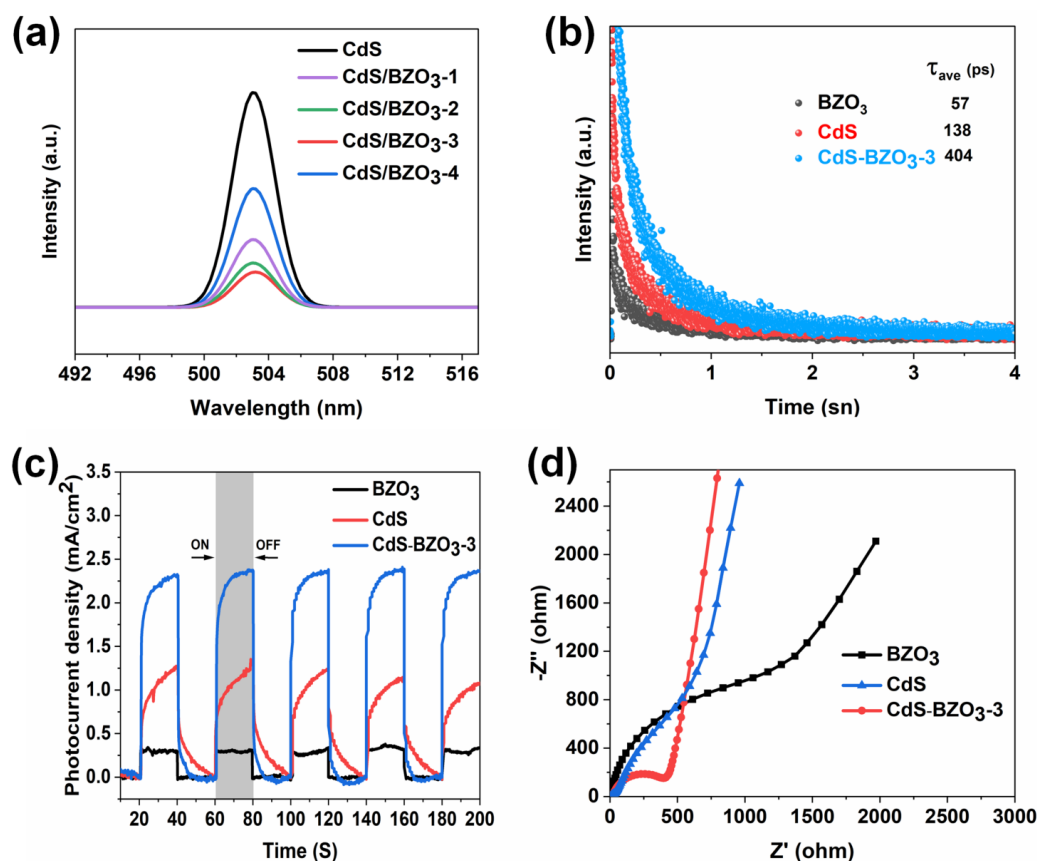 (a)
CdS
CdS/BZO3-1
CdS/BZO3-2
CdS/BZO3-3
CdS/BZO3-4
Intensity (a.u.)
492 496 500 504 508 512 516
Wavelength (nm)
(b)
τave (ps)
BZO3 57
CdS 138
CdS-BZO3-3 404
Intensity (a.u.)
0 1 2 3 4
Time (sn)
(c)
3.5
3.0
2.5
2.0
1.5
1.0
0.5
0.0
Photocurrent density (mA/cm2)
BZO3
CdS
CdS-BZO3-3
ON OFF
20 40 60 80 100 120 140 160 180 200
Time (S)
(d)
2400
2000
1600
1200
800
400
0
-Z'' (ohm)
BZO3
CdS
CdS-BZO3-3
0 500 1000 1500 2000 2500 3000
Z' (ohm)